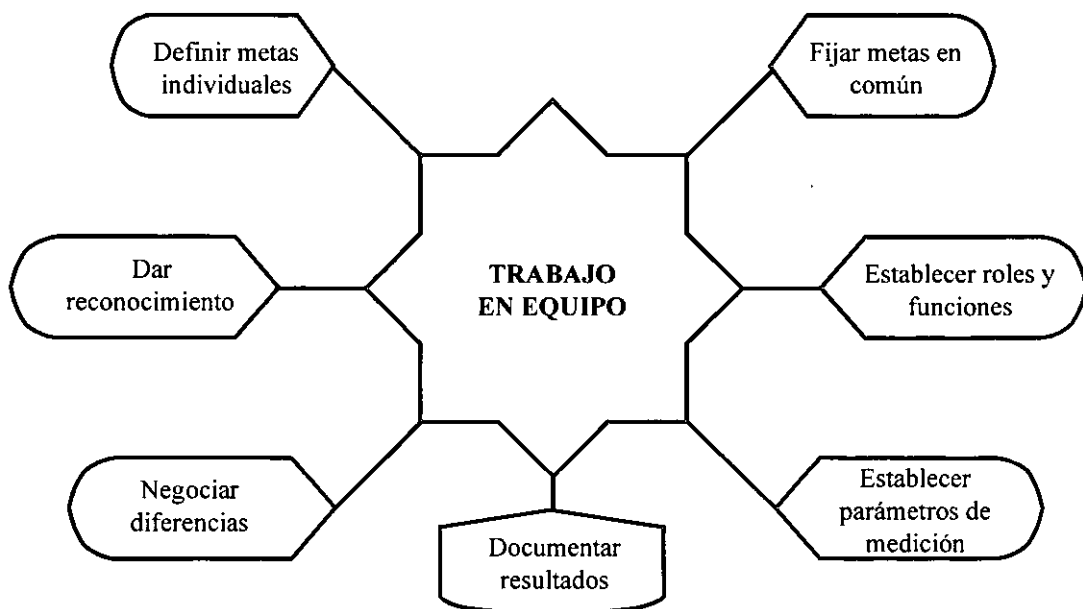 Definir metas
individuales
Fijar metas en
común
Dar
reconocimiento
TRABAJO
EN EQUIPO
Establecer roles y
funciones
Negociar
diferencias
Documentar
resultados
Establecer
parámetros de
medición